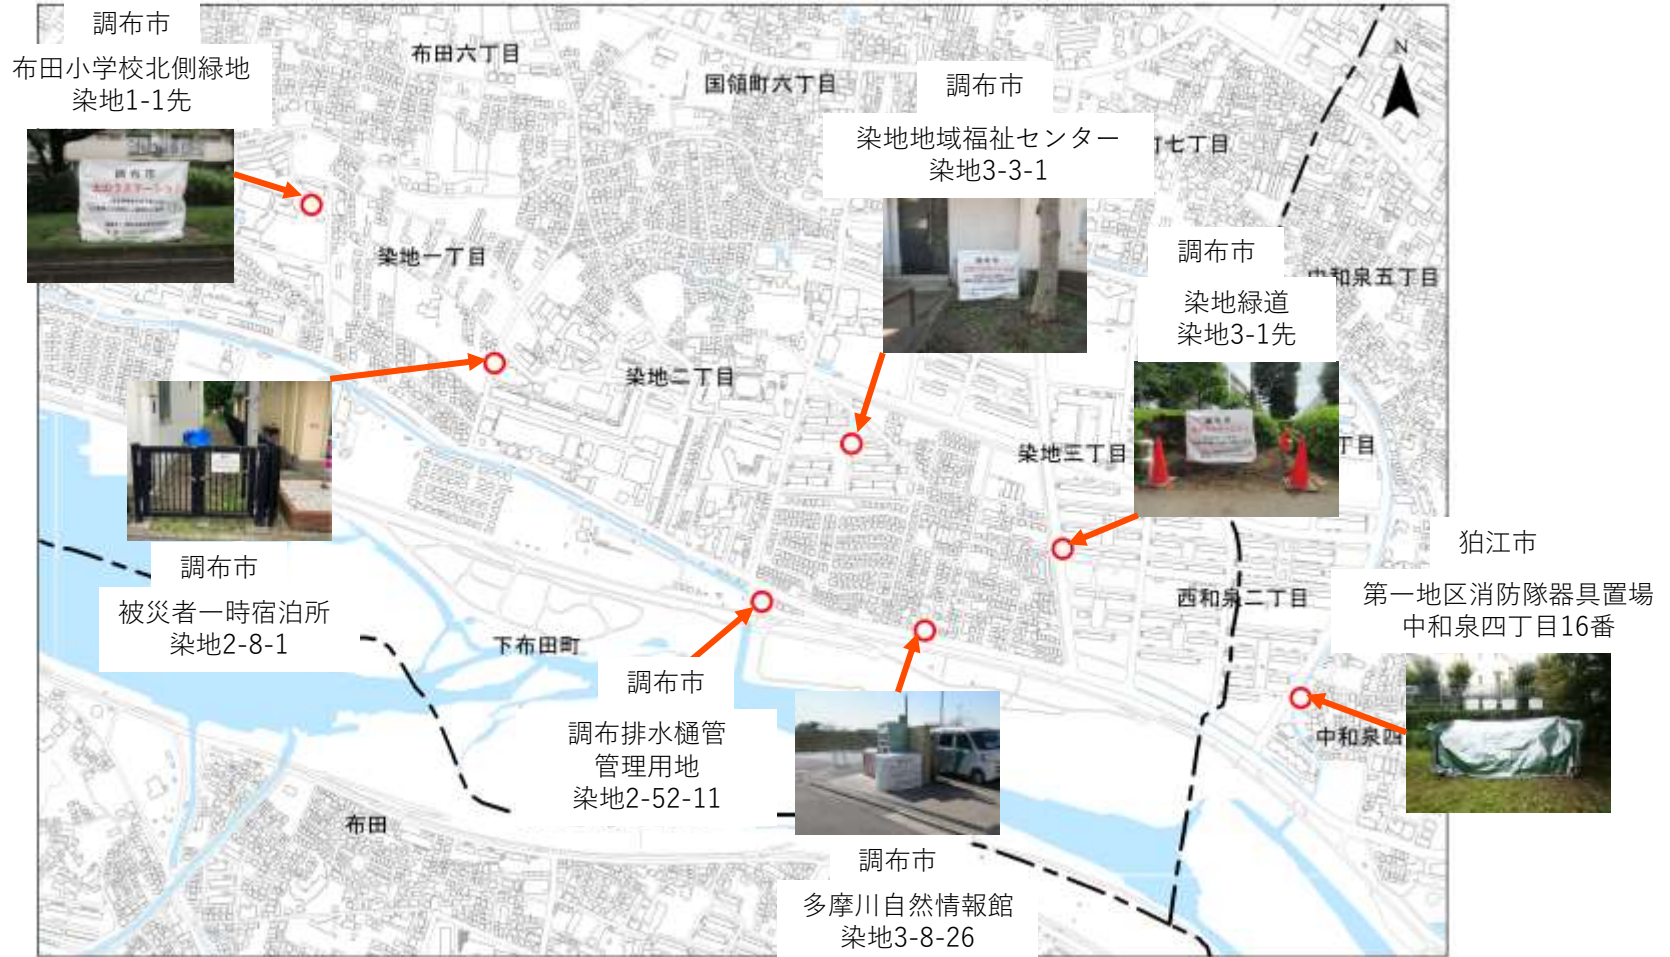 調布市
布田小学校北側緑地
染地1-1先
布田六丁目
国領町六丁目
調布市
染地地域福祉センター
染地3-3-1
町七丁目
N
調布市
染地一丁目
調布市
染地緑道
染地3-1先
中和泉五丁目
染地二丁目
染地三丁目
丁目
調布市
被災者一時宿泊所
染地2-8-1
下布田町
西和泉二丁目
狛江市
第一地区消防隊器具置場
中和泉四丁目16番
調布市
調布排水樋管
管理用地
染地2-52-11
中和泉四
布田
調布市
多摩川自然情報館
染地3-8-26